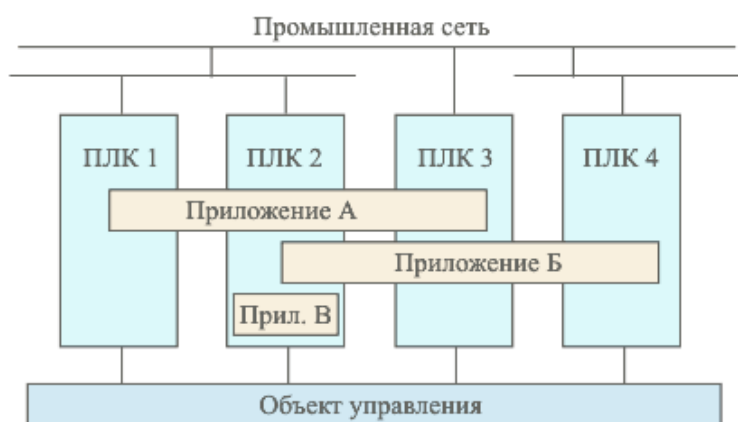 Промышленная сеть
ПЛК 1
ПЛК 2
ПЛК 3
ПЛК 4
Приложение А
Приложение Б
Прил. В
Объект управления